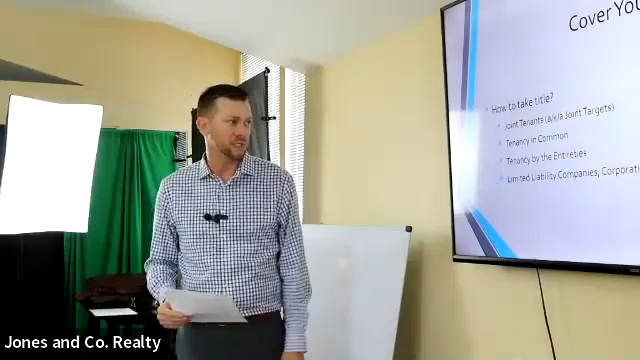 Cover You
How to take title?
Joint Tenants (a/k/a Joint Targets)
Tenancy in Common
Tenancy by the Entireties
Limited Liability Companies, Corporati
Jones and Co. Realty